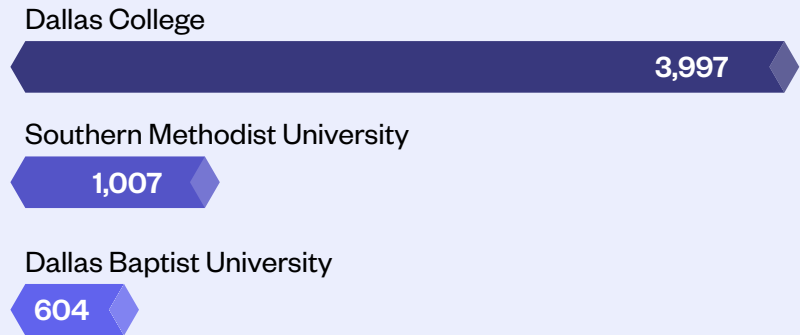 Dallas College
3,997
Southern Methodist University
1,007
Dallas Baptist University
604